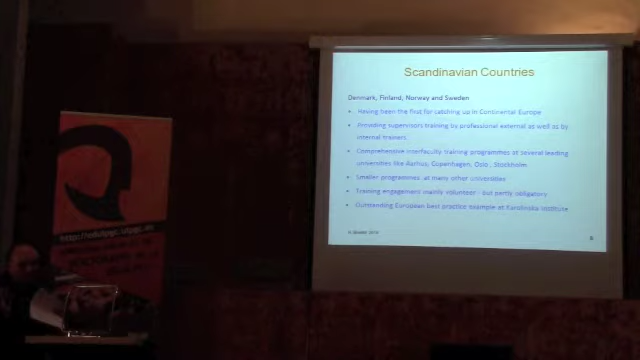 Scandinavian Countries
Denmark, Finland, Norway and Sweden
• Having been the first for catching up in Continental Europe
• Providing supervisors training by professional external as well as by
internal trainers
• Comprehensive interfaculty training programmes at several leading
universities like Aarhus, Copenhagen, Oslo, Stockholm
• Smaller programmes at many other universities
• Training engagement mainly volunteer - but partly obligatory
• Outstanding European best practice example at Karolinska Institute